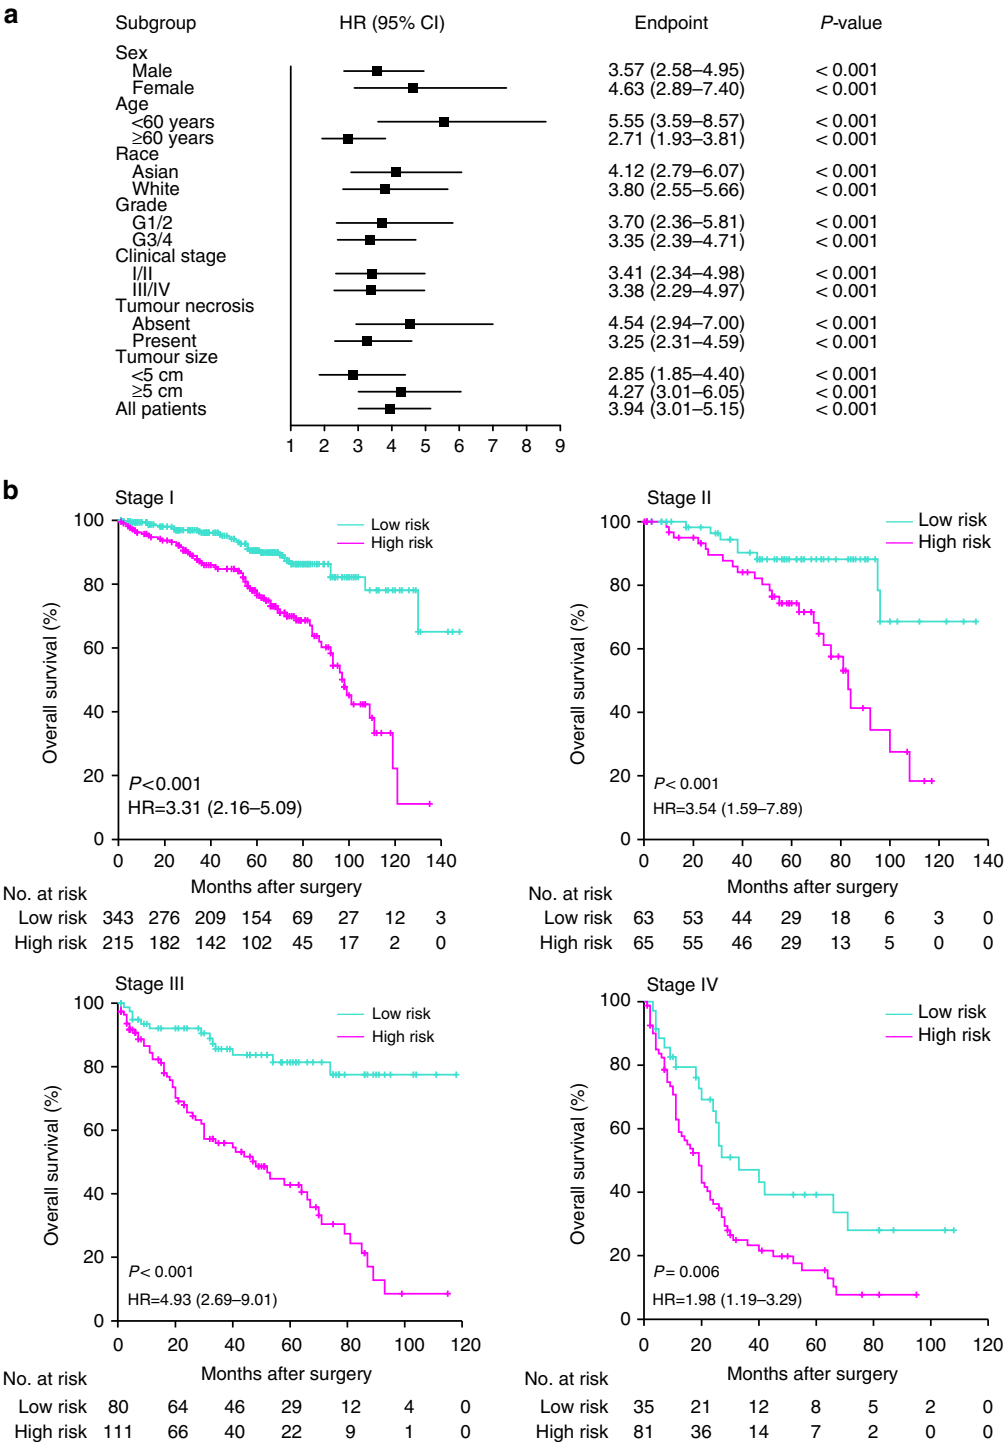 a
Subgroup HR (95% CI) Endpoint P-value
Sex
Male 3.57 (2.58–4.95) < 0.001
Female 4.63 (2.89–7.40) < 0.001
Age
<60 years 5.55 (3.59–8.57) < 0.001
≥60 years 2.71 (1.93–3.81) < 0.001
Race
Asian 4.12 (2.79–6.07) < 0.001
White 3.80 (2.55–5.66) < 0.001
Grade
G1/2 3.70 (2.36–5.81) < 0.001
G3/4 3.35 (2.39–4.71) < 0.001
Clinical stage
I/II 3.41 (2.34–4.98) < 0.001
III/IV 3.38 (2.29–4.97) < 0.001
Tumour necrosis
Absent 4.54 (2.94–7.00) < 0.001
Present 3.25 (2.31–4.59) < 0.001
Tumour size
<5 cm 2.85 (1.85–4.40) < 0.001
≥5 cm 4.27 (3.01–6.05) < 0.001
All patients 3.94 (3.01–5.15) < 0.001
1 2 3 4 5 6 7 8 9
b
Stage I
Low risk
High risk
Overall survival (%)
100
80
60
40
20
0
P<0.001
HR=3.31 (2.16–5.09)
0 20 40 60 80 100 120 140
Months after surgery
No. at risk
Low risk 343 276 209 154 69 27 12 3
High risk 215 182 142 102 45 17 2 0
Stage II
Low risk
High risk
Overall survival (%)
100
80
60
40
20
0
P< 0.001
HR=3.54 (1.59–7.89)
0 20 40 60 80 100 120 140
Months after surgery
No. at risk
Low risk 63 53 44 29 18 6 3 0
High risk 65 55 46 29 13 5 0 0
Stage III
Low risk
High risk
Overall survival (%)
100
80
60
40
20
0
P< 0.001
HR=4.93 (2.69–9.01)
0 20 40 60 80 100 120
Months after surgery
No. at risk
Low risk 80 64 46 29 12 4 0
High risk 111 66 40 22 9 1 0
Stage IV
Low risk
High risk
Overall survival (%)
100
80
60
40
20
0
P= 0.006
HR=1.98 (1.19–3.29)
0 20 40 60 80 100 120
Months after surgery
No. at risk
Low risk 35 21 12 8 5 2 0
High risk 81 36 14 7 2 0 0